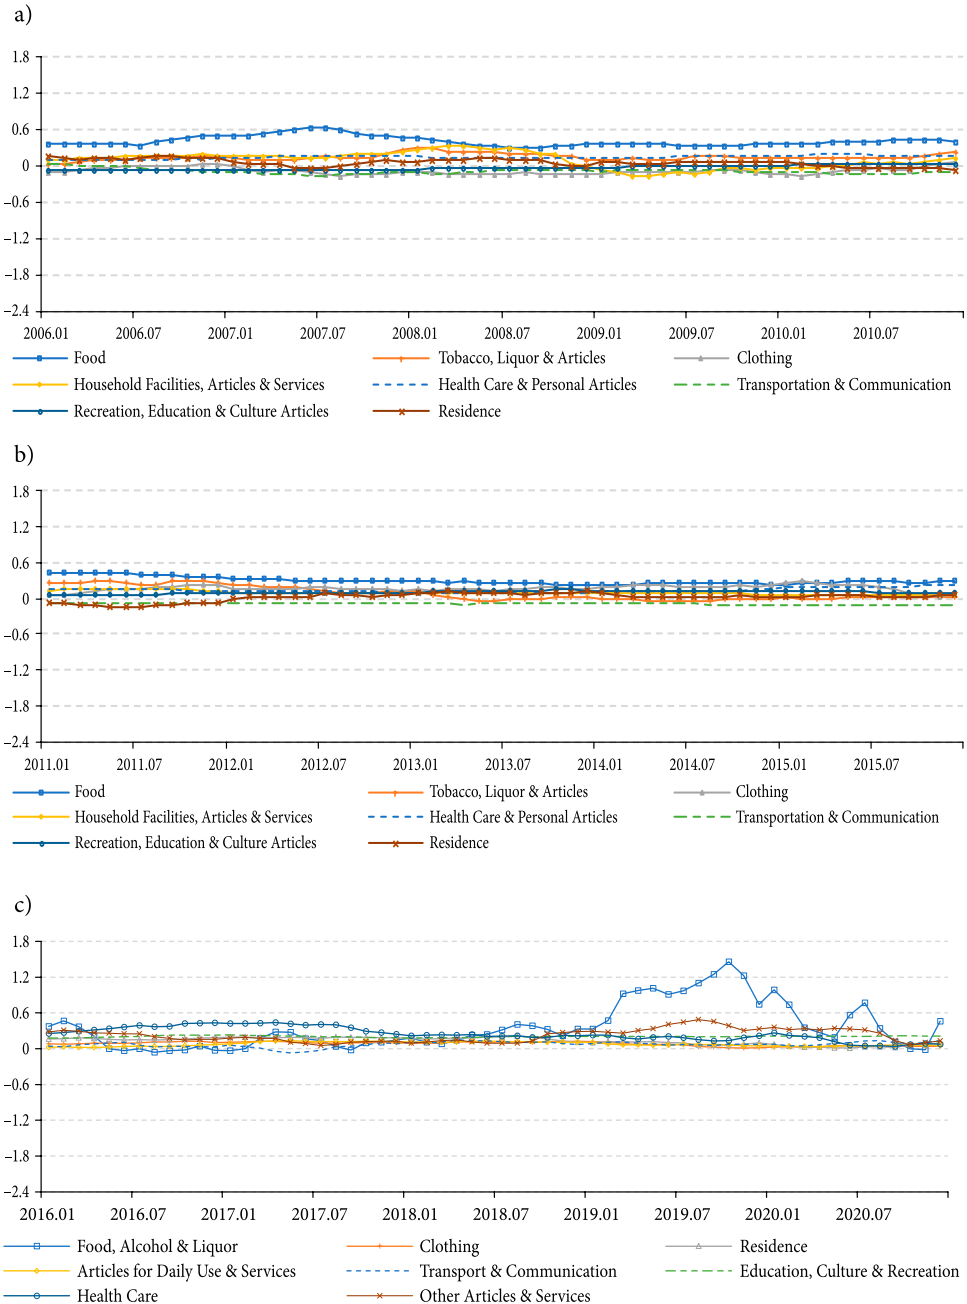 a)
1.8
1.2
0.6
0
–0.6
–1.2
–1.8
–2.4
2006.01 2006.07 2007.01 2007.07 2008.01 2008.07 2009.01 2009.07 2010.01 2010.07
Food Tobacco, Liquor & Articles Clothing
Household Facilities, Articles & Services Health Care & Personal Articles Transportation & Communication
Recreation, Education & Culture Articles Residence
b)
1.8
1.2
0.6
0
–0.6
–1.2
–1.8
–2.4
2011.01 2011.07 2012.01 2012.07 2013.01 2013.07 2014.01 2014.07 2015.01 2015.07
Food Tobacco, Liquor & Articles Clothing
Household Facilities, Articles & Services Health Care & Personal Articles Transportation & Communication
Recreation, Education & Culture Articles Residence
c)
1.8
1.2
0.6
0
–0.6
–1.2
–1.8
–2.4
2016.01 2016.07 2017.01 2017.07 2018.01 2018.07 2019.01 2019.07 2020.01 2020.07
Food, Alcohol & Liquor Clothing Residence
Articles for Daily Use & Services Transport & Communication Education, Culture & Recreation
Health Care Other Articles & Services